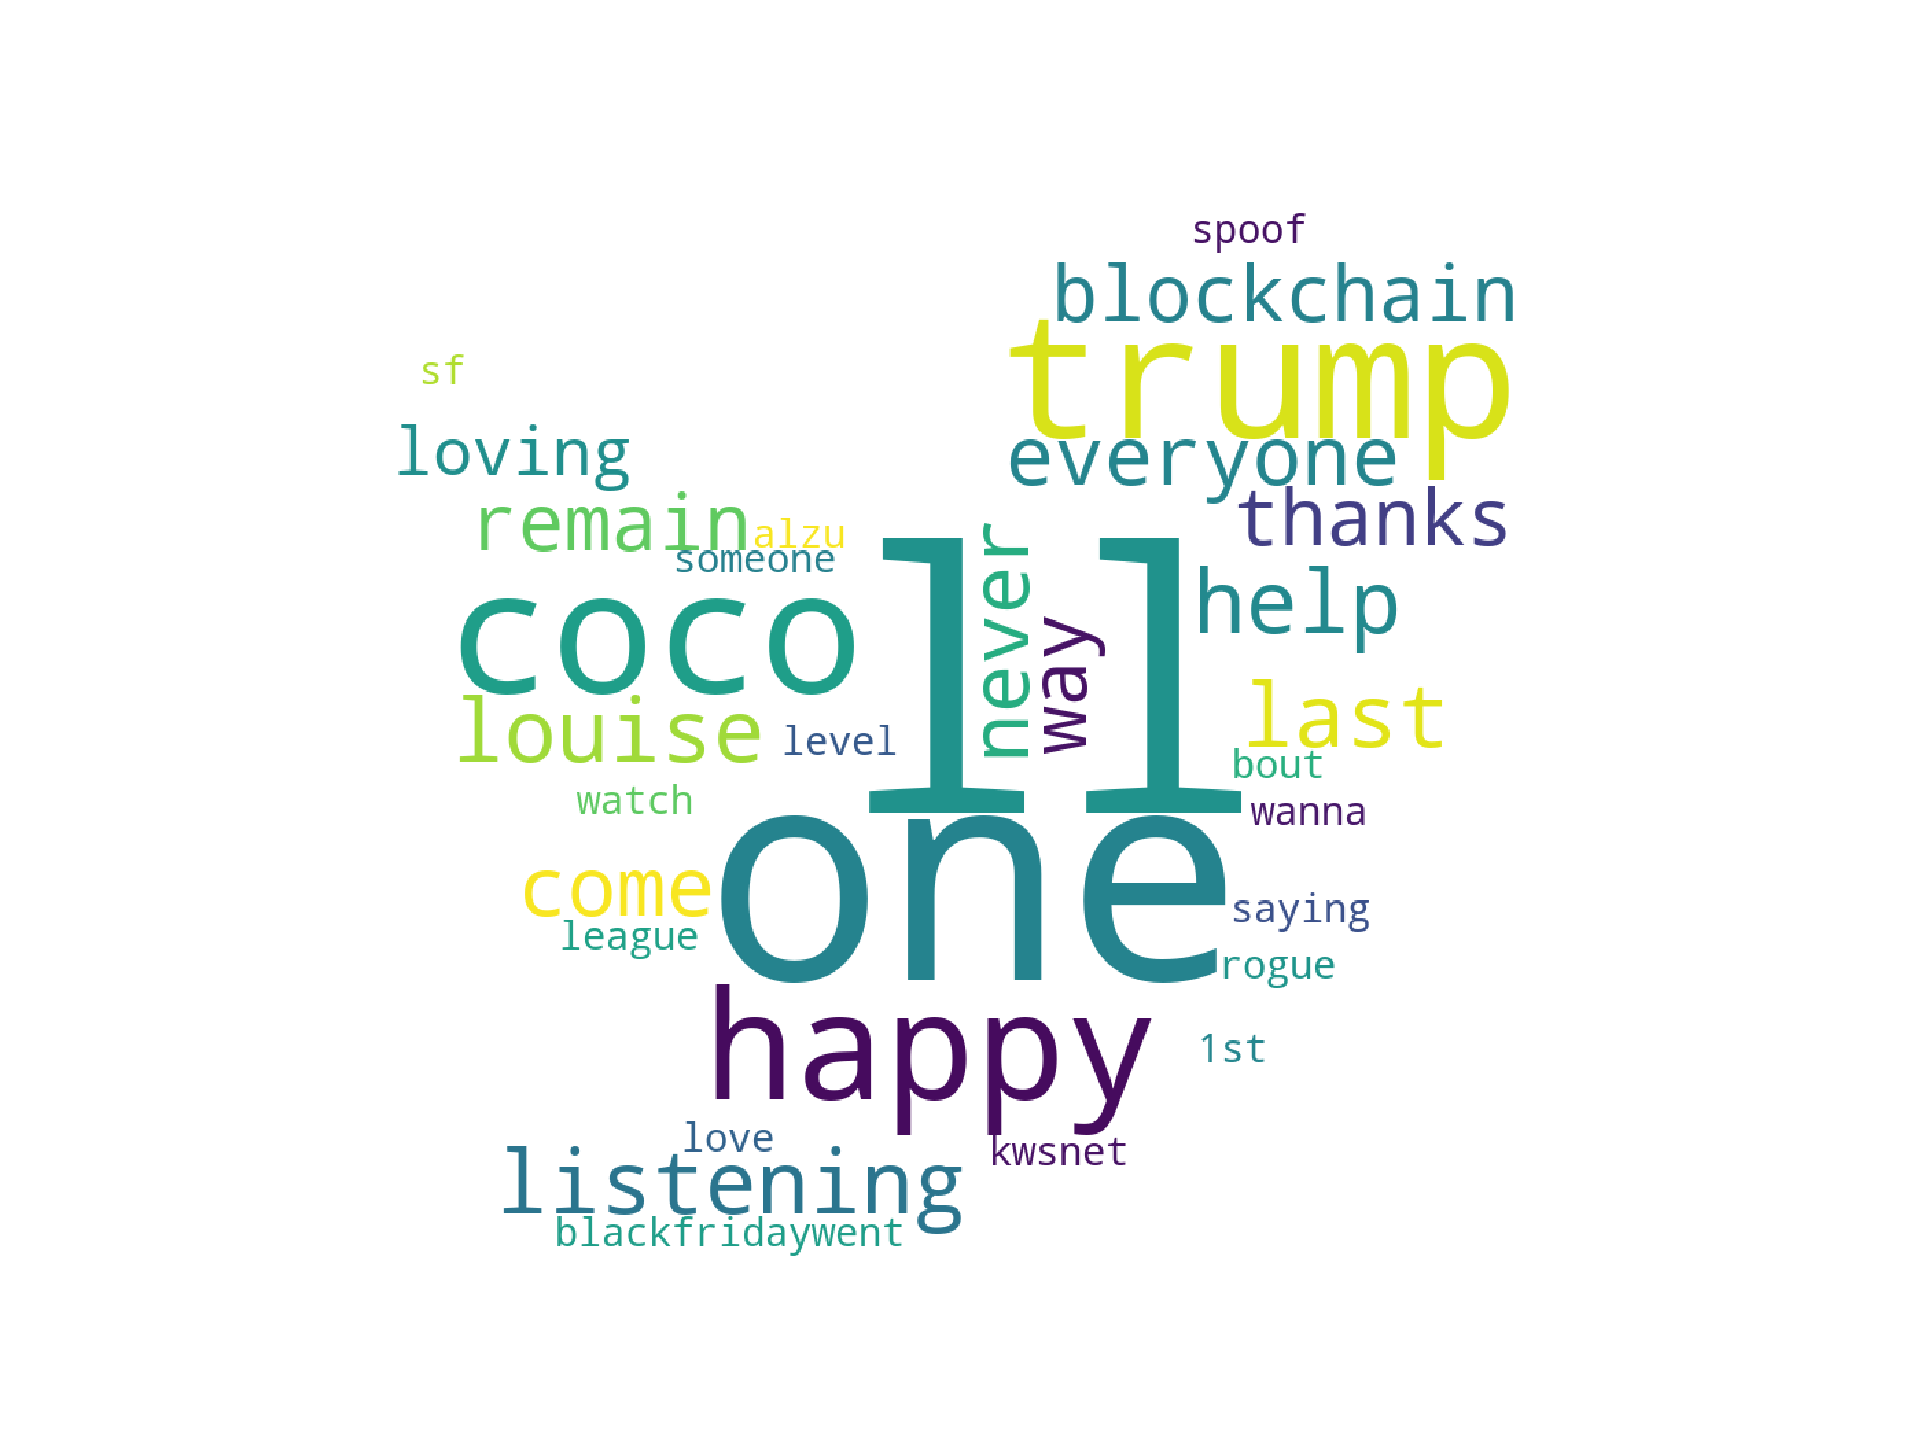 spoof
blockchain
trump
sf
loving
everyone
remain
alzu
thanks
someone
never
way
ll
coco
help
louise
level
last
bout
watch
wanna
one
come
saying
league
rogue
happy
1st
love
kwsnet
listening
blackfridaywent